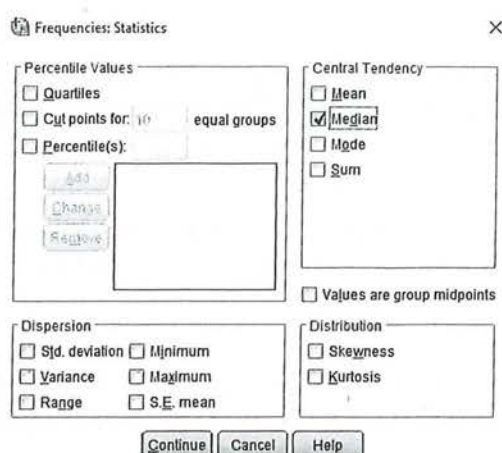 Frequencies: Statistics
Percentile Values
Quartiles
Cut points for: 10 equal groups
Percentile(s):
Add
Change
Remove
Central Tendency
Mean
Median
Mode
Sum
Values are group midpoints
Dispersion
Std. deviation Minimum
Variance Maximum
Range S.E. mean
Distribution
Skewness
Kurtosis
Continue Cancel Help